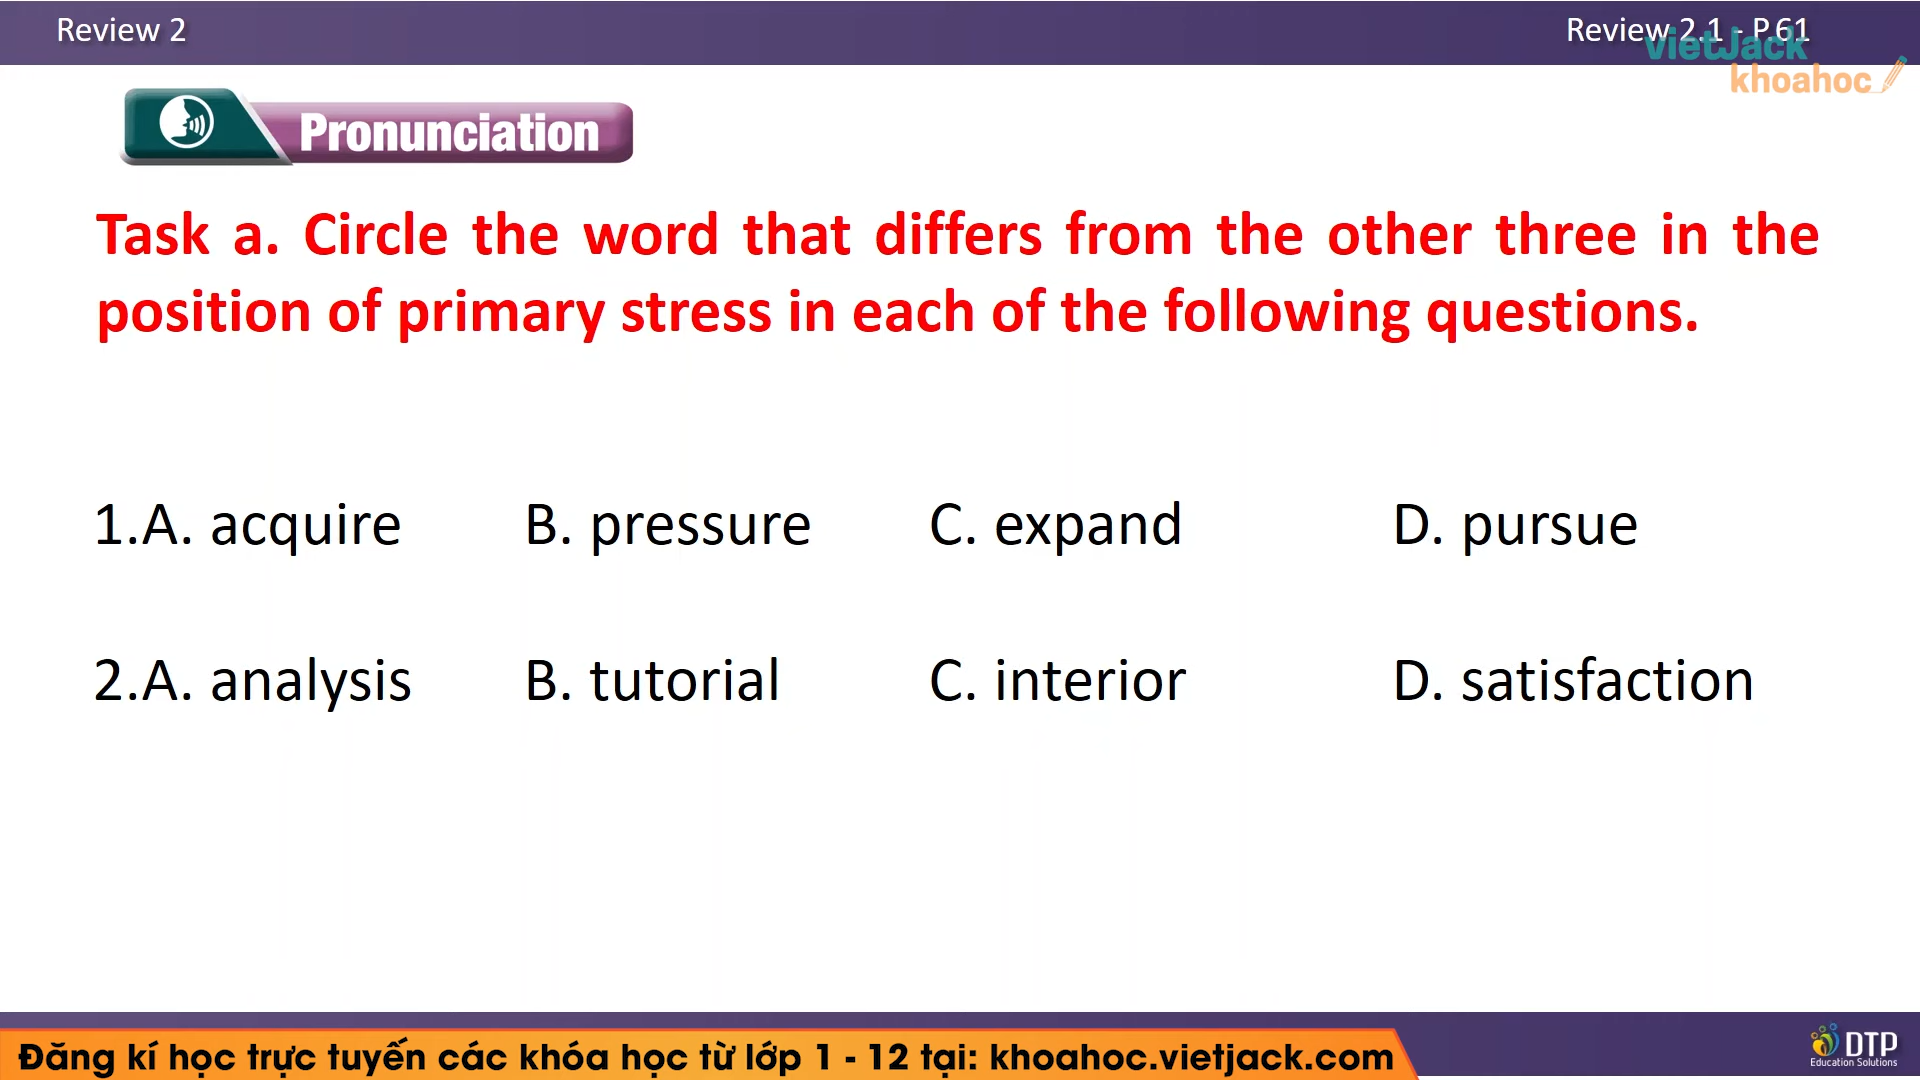 Review 2
Review 2.1 - P.61
vietJack
khoahoc
Pronunciation
Task a. Circle the word that differs from the other three in the
position of primary stress in each of the following questions.
1.A. acquire B. pressure C. expand D. pursue
2.A. analysis B. tutorial C. interior D. satisfaction
Đăng kí học trực tuyến các khóa học từ lớp 1 - 12 tại: khoahoc.vietjack.com
DTP
Education Solutions